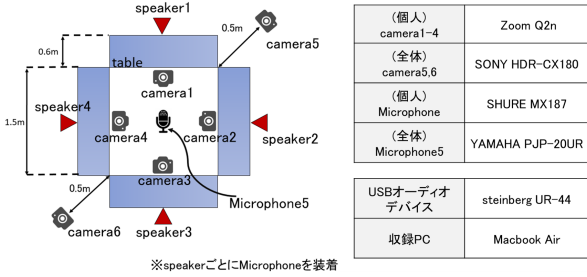 speaker1
0.5m
camera5
0.6m
table
camera1
1.5m
speaker4
camera4
camera2
speaker2
camera3
0.5m
Microphone5
camera6
speaker3
※speakerごとにMicrophoneを装着
(個人)
camera1-4
Zoom Q2n
(全体)
camera5,6
SONY HDR-CX180
(個人)
Microphone
SHURE MX187
(全体)
Microphone5
YAMAHA PJP-20UR
USBオーディオ
デバイス
steinberg UR-44
収録PC
Macbook Air